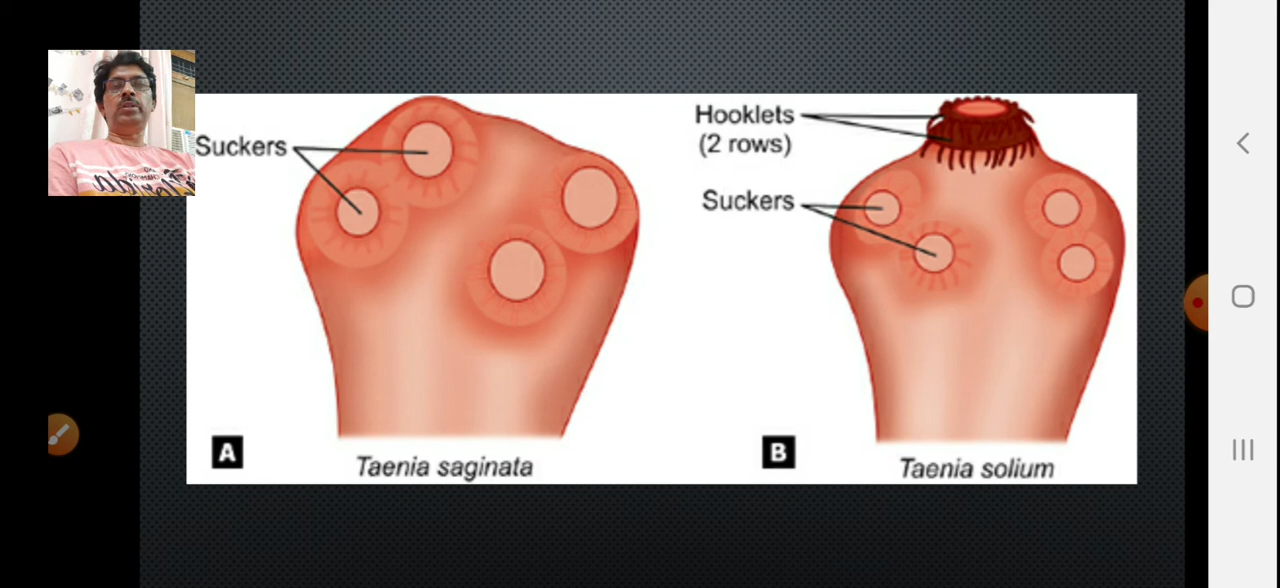 Suckers
Hooklets
(2 rows)
Suckers
A
Taenia saginata
B
Taenia solium